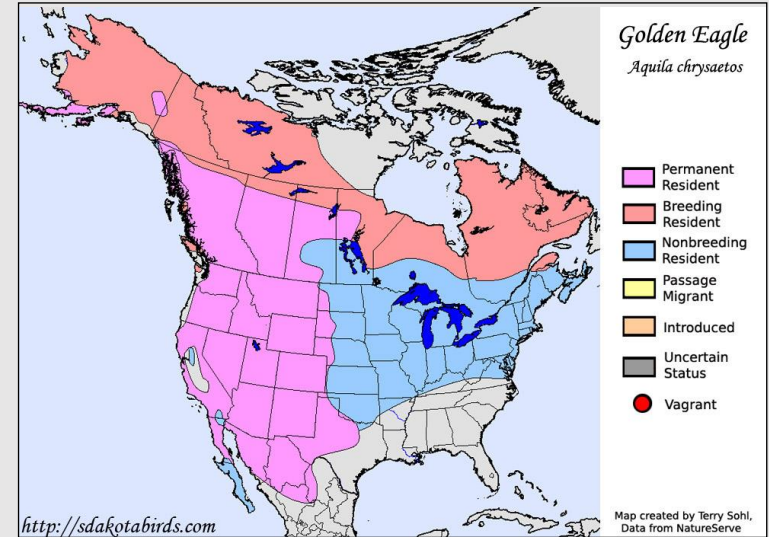 Golden Eagle
Aquila chrysaetos
Permanent
Resident
Breeding
Resident
Nonbreeding
Resident
Passage
Migrant
Introduced
Uncertain
Status
Vagrant
http://sdakotabirds.com
Map created by Terry Sohl,
Data from NatureServe